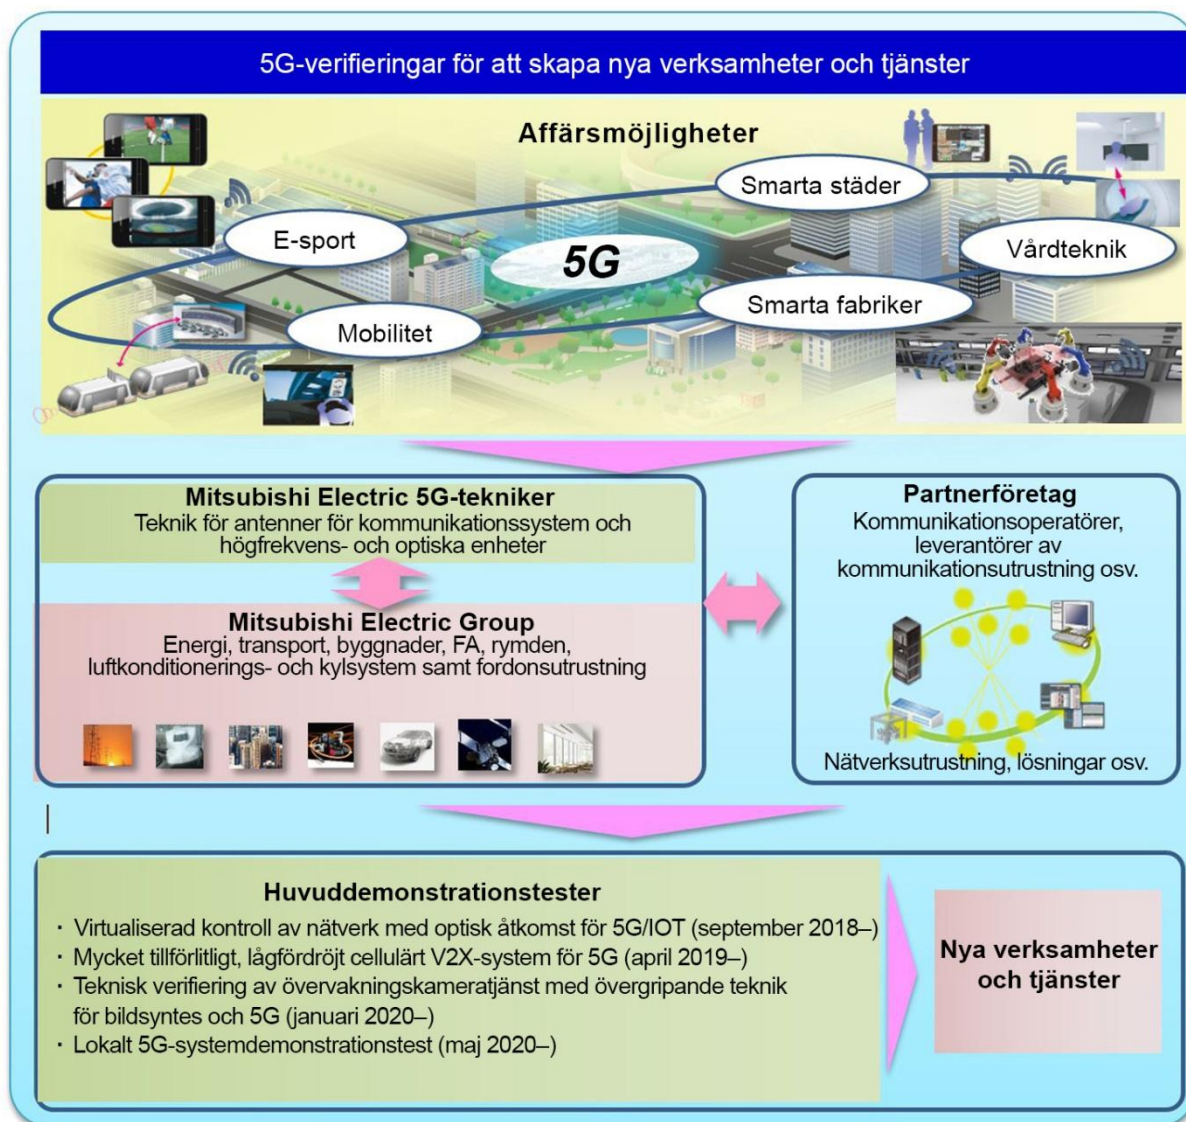 5G-verifieringar för att skapa nya verksamheter och tjänster
Affärsmöjligheter
Smarta städer
E-sport
5G
Vårdteknik
Smarta fabriker
Mobilitet
Mitsubishi Electric 5G-tekniker
Teknik för antenner för kommunikationssystem och
högfrekvens- och optiska enheter
Mitsubishi Electric Group
Energi, transport, byggnader, FA, rymden,
luftkonditionerings- och kylsystem samt fordonsutrustning
Partnerföretag
Kommunikationsoperatörer,
leverantörer av
kommunikationsutrustning osv.
Nätverksutrustning, lösningar osv.
Huvuddemonstrationstester
· Virtualiserad kontroll av nätverk med optisk åtkomst för 5G/IOT (september 2018–)
· Mycket tillförlitligt, lågfördröjt cellulärt V2X-system för 5G (april 2019–)
· Teknisk verifiering av övervakningskameratjänst med övergripande teknik
för bildsyntes och 5G (januari 2020–)
· Lokalt 5G-systemdemonstrationstest (maj 2020–)
Nya verksamheter
och tjänster